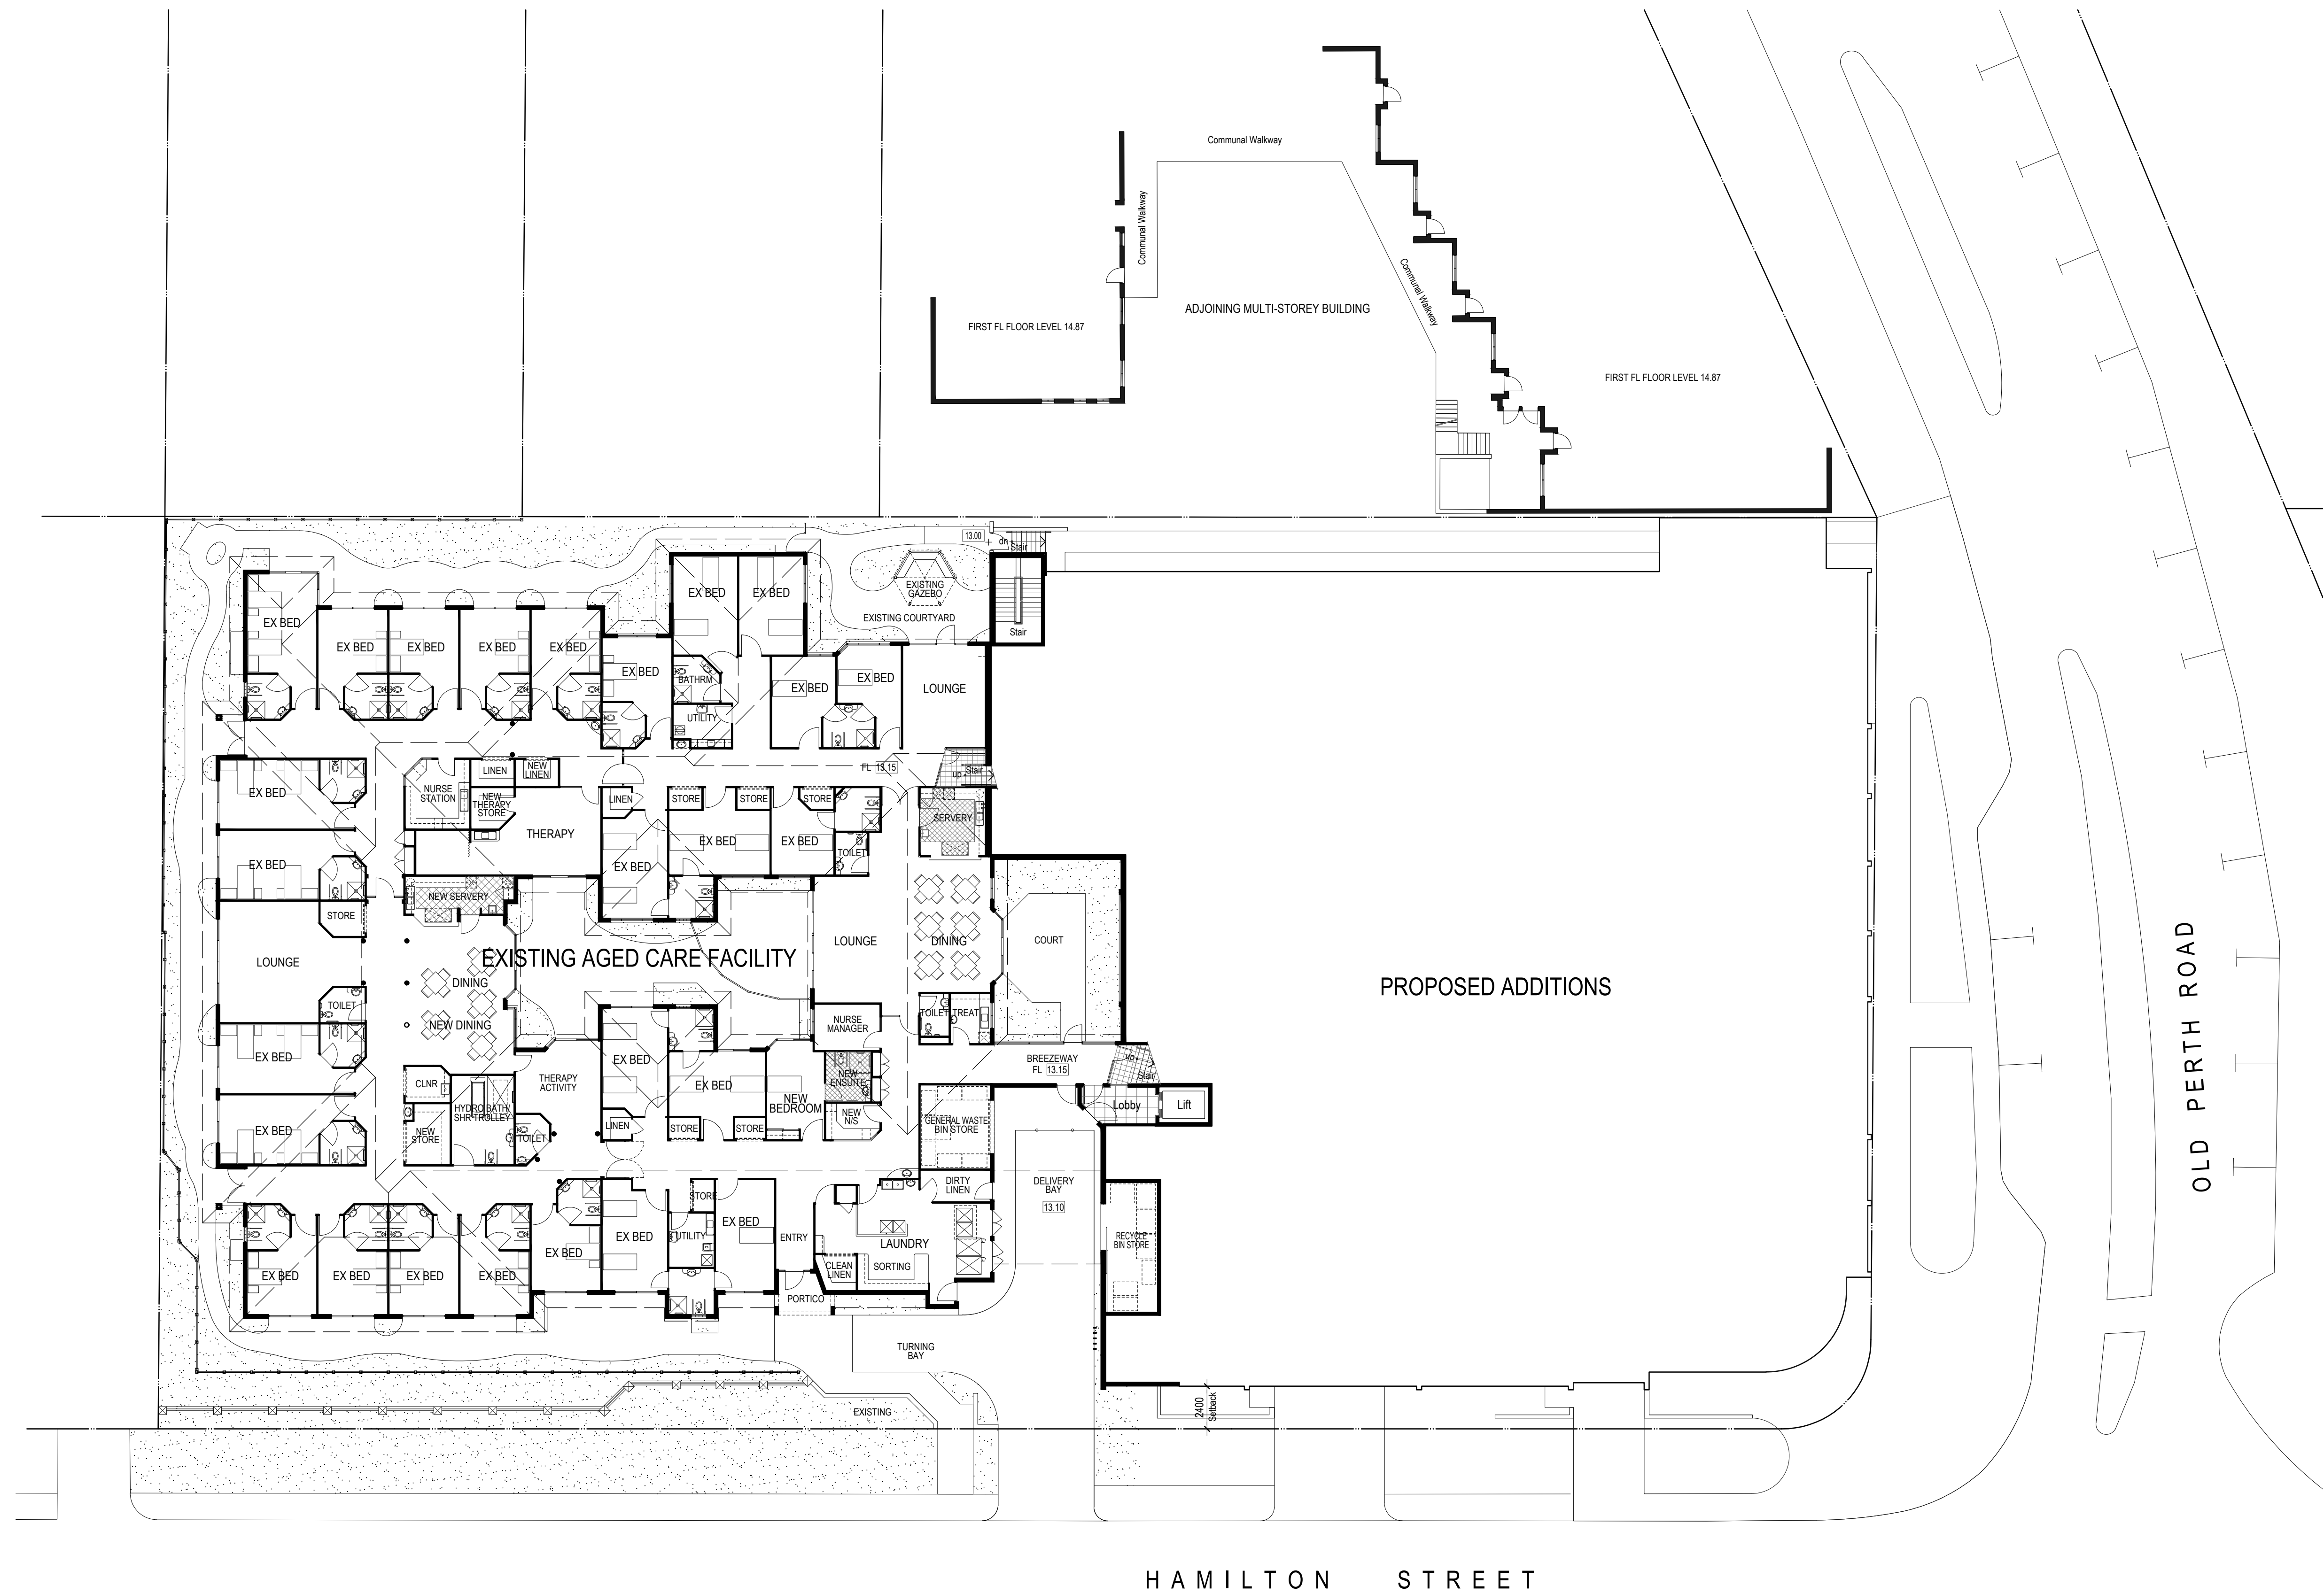 Communal Walkway
Communal Walkway
Communal Walkway
ADJOINING MULTI-STOREY BUILDING
FIRST FL FLOOR LEVEL 14.87
FIRST FL FLOOR LEVEL 14.87
13.00
dn
Stair
EXISTING
GAZEBO
EXISTING COURTYARD
Stair
EX BED
EX BED
EX BED
EX BED
EX BED
EX BED
EX BED
EX BED
BATHRM
EX BED
EX BED
LOUNGE
UTILITY
FL 13.15
up
Stair
LINEN
NEW
LINEN
NURSE
STATION
NEW
THERAPY
STORE
EX BED
LINEN
STORE
STORE
STORE
SERVERY
THERAPY
EX BED
EX BED
TOILET
EX BED
EX BED
NEW SERVERY
STORE
LOUNGE
EXISTING AGED CARE FACILITY
LOUNGE
DINING
COURT
DINING
PROPOSED ADDITIONS
TOILET
NEW DINING
NURSE
MANAGER
TOILET
TREAT
EX BED
EX BED
BREEZEWAY
FL 13.15
up
Stair
THERAPY
ACTIVITY
CLNR
EX BED
NEW
ENSUITE
HYDRO BATH/
SHR TROLLEY
NEW
BEDROOM
NEW
N/S
Lobby
Lift
GENERAL WASTE
BIN STORE
EX BED
NEW
STORE
TOILET
LINEN
STORE
STORE
DIRTY
LINEN
DELIVERY
BAY
13.10
STORE
EX BED
EX BED
UTILITY
ENTRY
LAUNDRY
RECYCLE
BIN STORE
EX BED
CLEAN
LINEN
SORTING
EX BED
EX BED
EX BED
EX BED
PORTICO
TURNING
BAY
EXISTING
2400
Setback
OLD PERTH ROAD
HAMILTON STREET